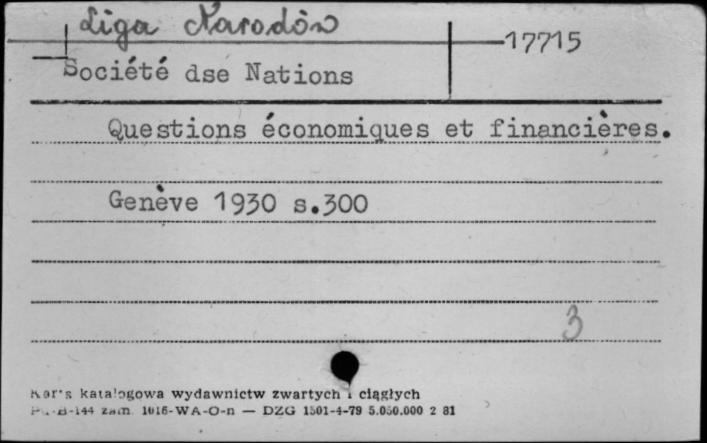 Liga Narodów
17715
Société dse Nations
Questions économiques et financières.
Genève 1930 s.300
3
katalogowa wydawnictw zwartych i ciągłych
zam. 1016-WA-O-n — DZG 1501-4-79 5.050.000 2 81